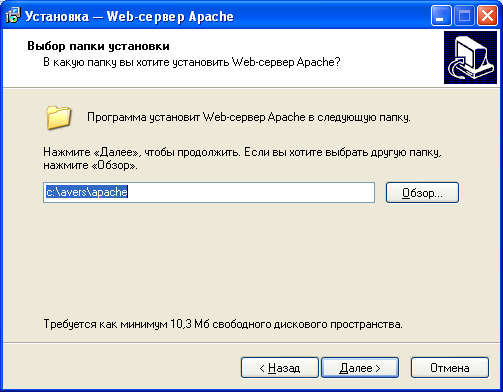 Установка — Web-сервер Apache
Выбор папки установки
В какую папку вы хотите установить Web-сервер Apache?
Программа установит Web-сервер Apache в следующую папку.
Нажмите «Далее», чтобы продолжить. Если вы хотите выбрать другую папку,
нажмите «Обзор».
c:\avers\apache
Обзор...
Требуется как минимум 10,3 Мб свободного дискового пространства.
< Назад
Далее >
Отмена